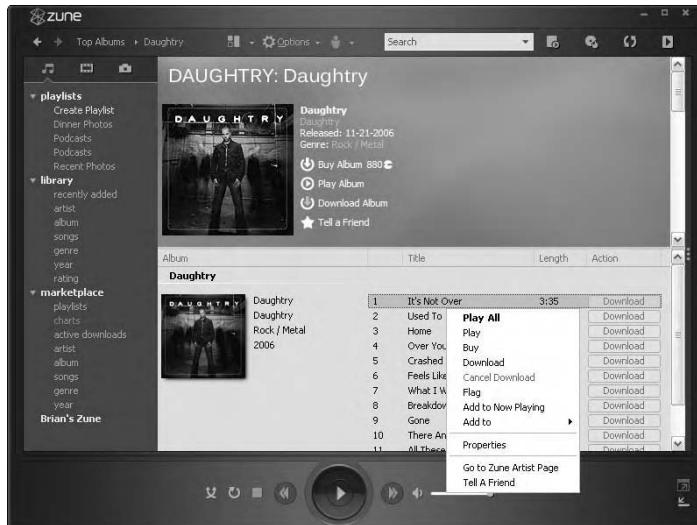 zune
Top Albums Daughtry Options Search
DAUGHTRY: Daughtry
playlists
Create Playlist
Dinner Photos
Podcasts
Podcasts
Recent Photos
library
recently added
artist
album
songs
genre
year
rating
marketplace
playlists
charts
active downloads
artist
album
songs
genre
year
Brian's Zune
DAUGHTRY
Daughtry
Daughtry
Released: 11-21-2006
Genre: Rock / Metal
Buy Album 880
Play Album
Download Album
Tell a Friend
Album Title Length Action
Daughtry
DAUGHTRY
Daughtry
Daughtry
Rock / Metal
2006
1 It's Not Over 3:35 Download
2 Used To Download
3 Home Download
4 Over You Download
5 Crashed Download
6 Feels Like Download
7 What I W Download
8 Breakdow Download
9 Gone Download
10 There An Download
11 All These Download
Play All
Play
Buy
Download
Cancel Download
Flag
Add to Now Playing
Add to
Properties
Go to Zune Artist Page
Tell A Friend